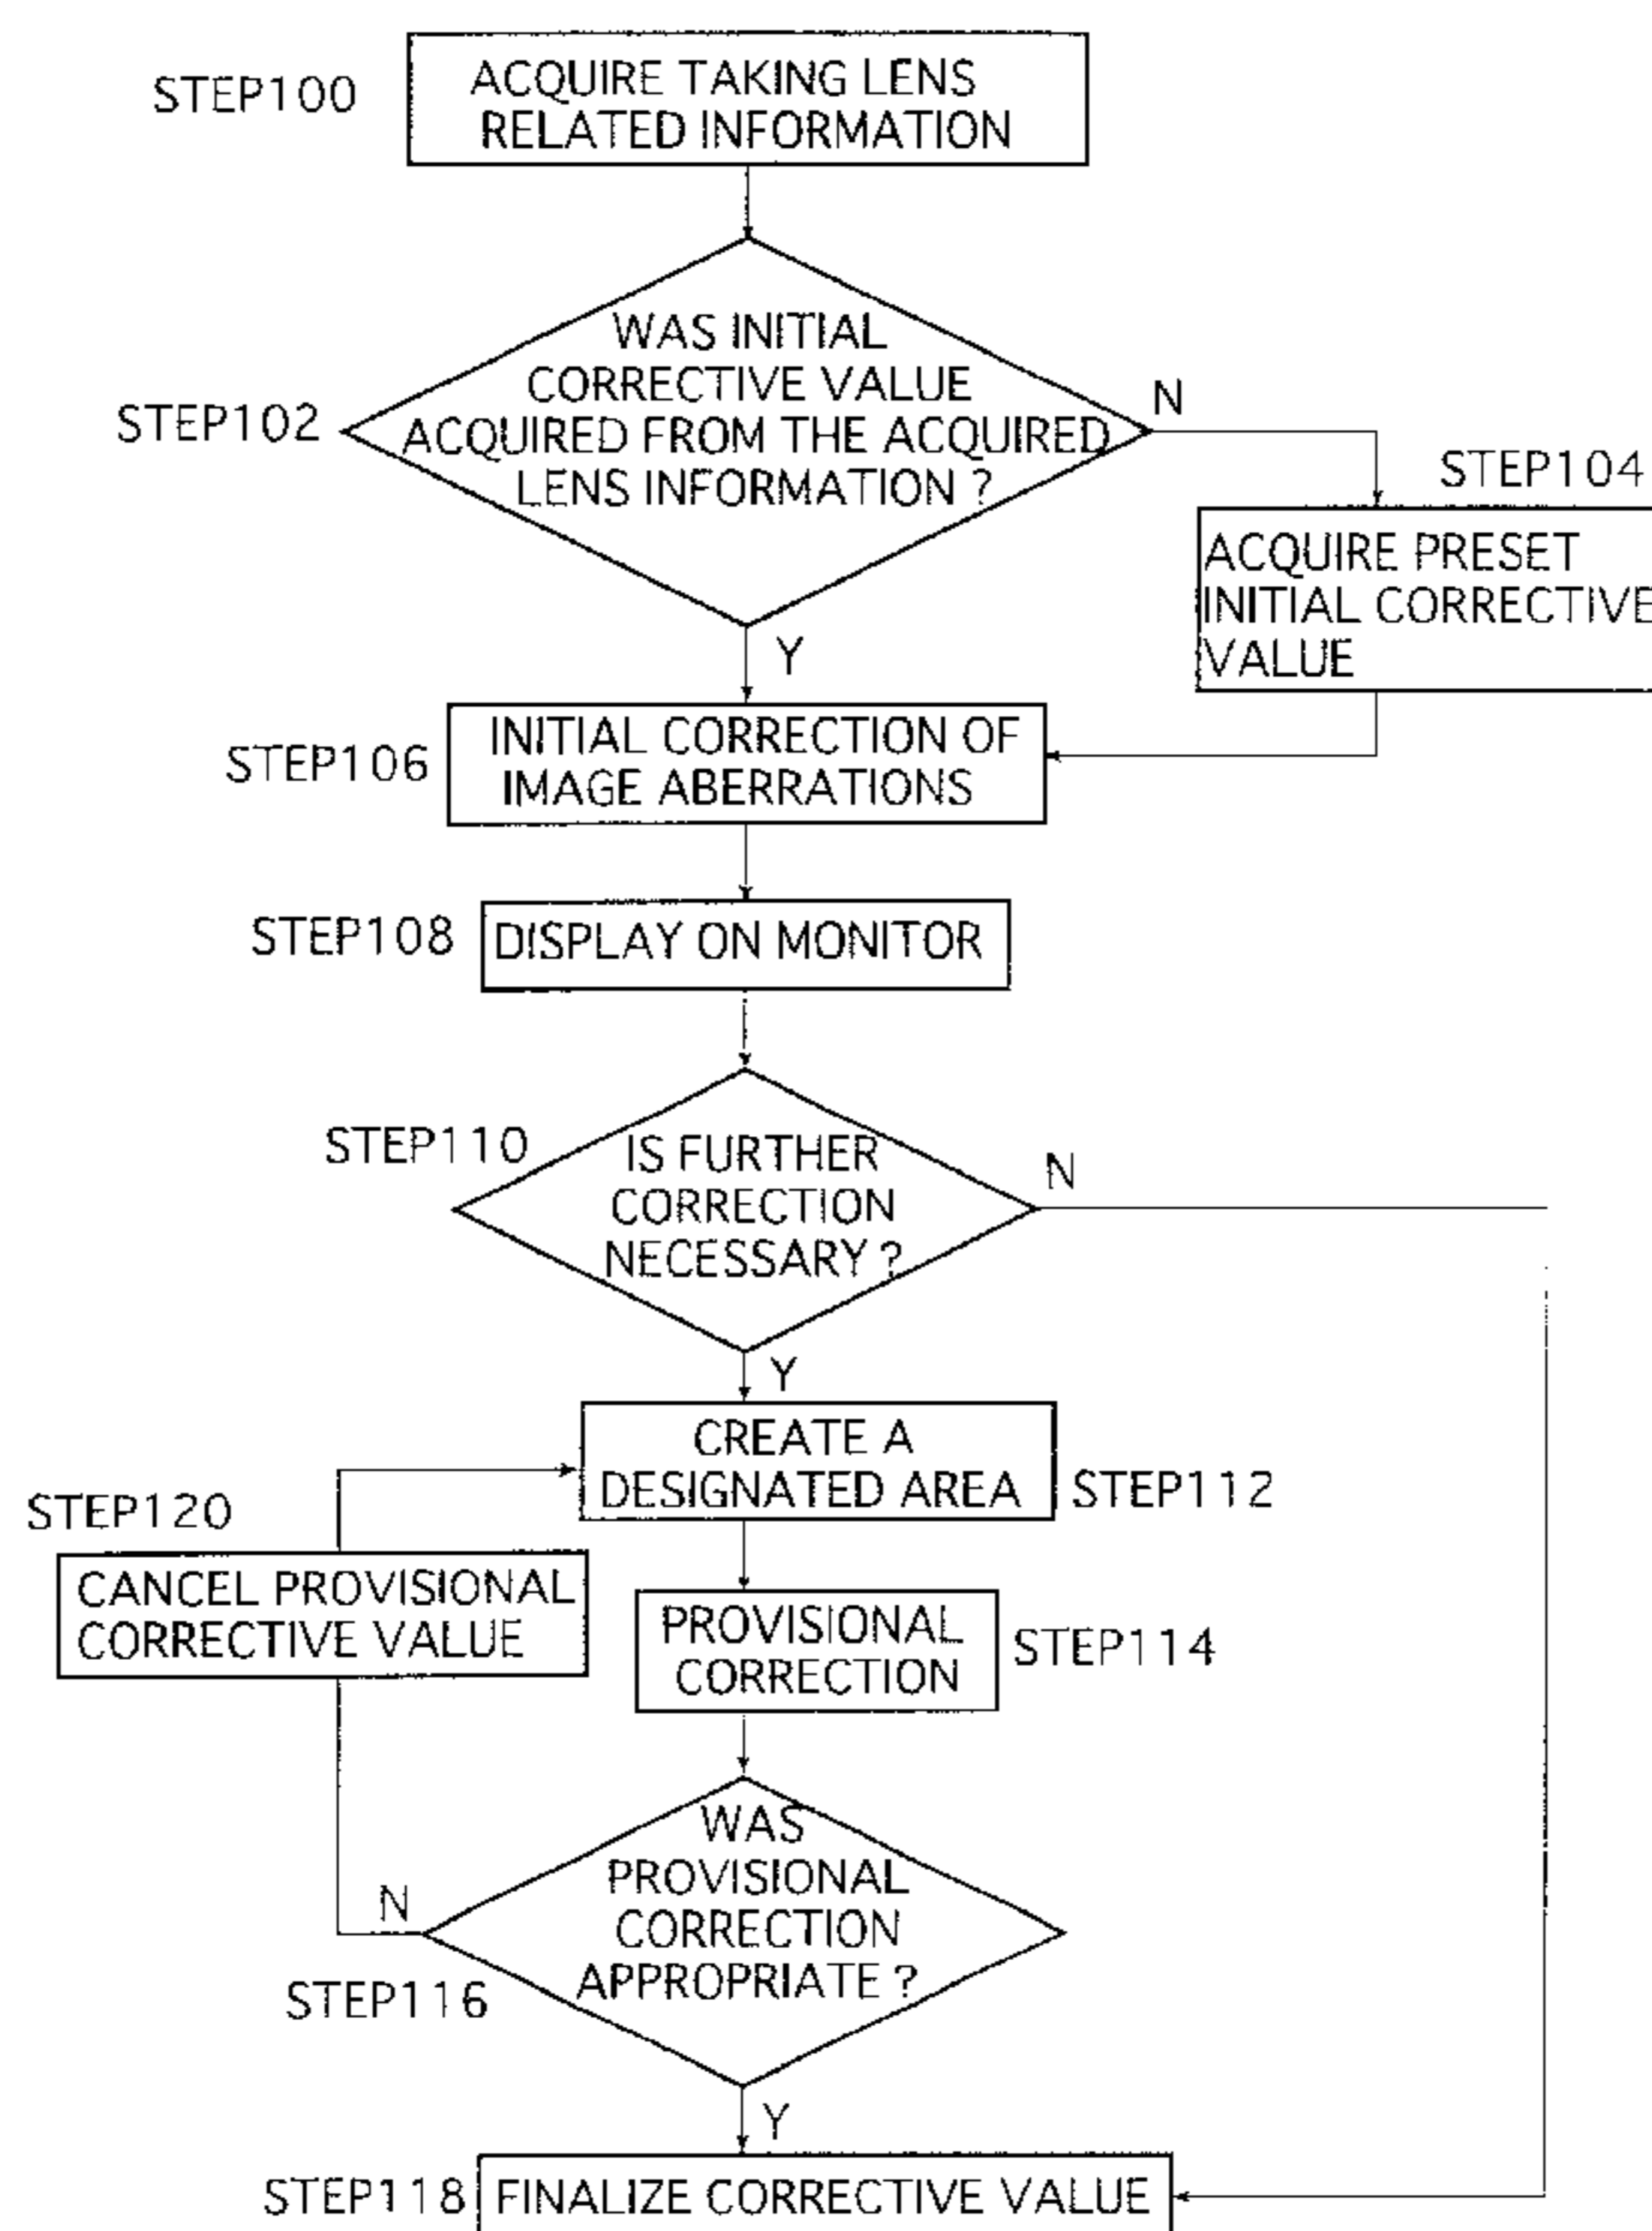 STEP100
ACQUIRE TAKING LENS
RELATED INFORMATION
STEP102
WAS INITIAL
CORRECTIVE VALUE
ACQUIRED FROM THE ACQUIRED
LENS INFORMATION ?
N
Y
STEP104
ACQUIRE PRESET
INITIAL CORRECTIVE
VALUE
STEP106
INITIAL CORRECTION OF
IMAGE ABERRATIONS
STEP108
DISPLAY ON MONITOR
STEP110
IS FURTHER
CORRECTION
NECESSARY ?
N
Y
CREATE A
DESIGNATED AREA
STEP112
STEP120
CANCEL PROVISIONAL
CORRECTIVE VALUE
PROVISIONAL
CORRECTION
STEP114
WAS
PROVISIONAL
CORRECTION
APPROPRIATE ?
N
STEP116
Y
STEP118
FINALIZE CORRECTIVE VALUE